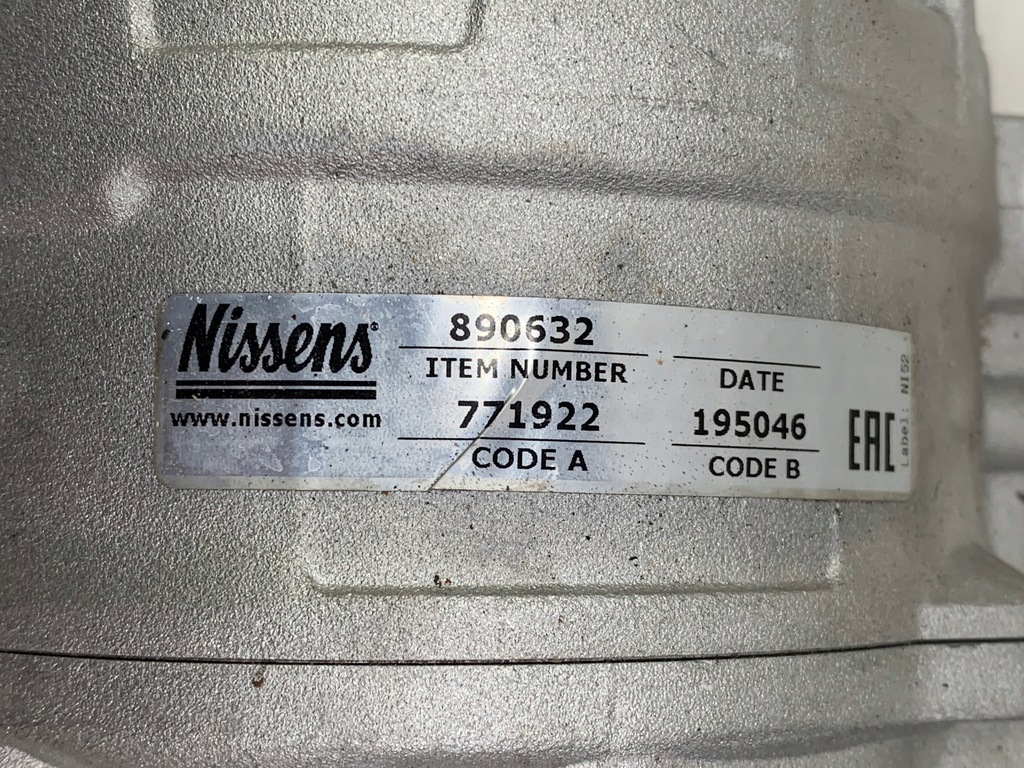 Nissens®
www.nissens.com
890632
ITEM NUMBER
771922
CODE A
DATE
195046
CODE B
EAC
Label: NI52